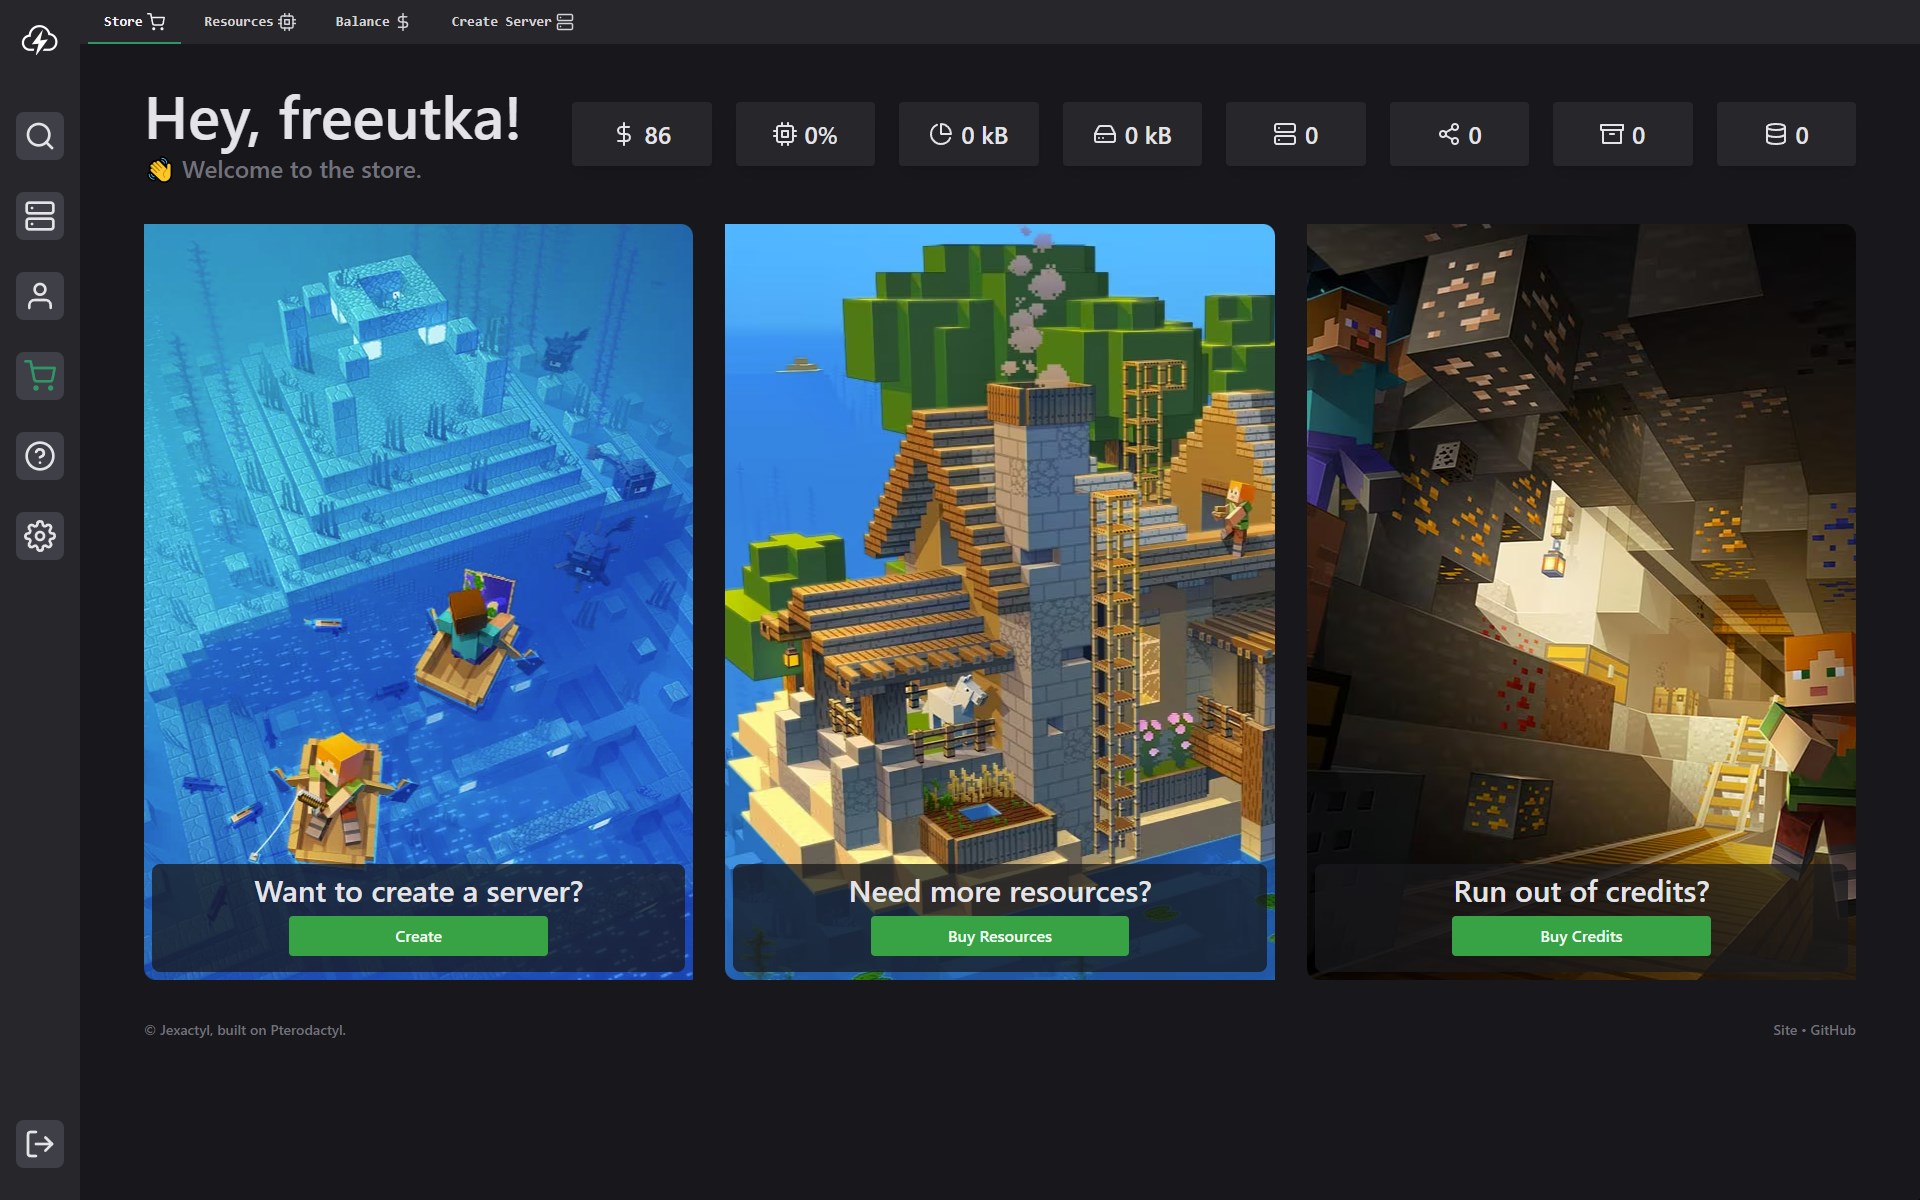 Store
Resources
Balance
Create Server
Hey, freeutka!
👋 Welcome to the store.
86
0%
0 kB
0 kB
0
0
0
0
Want to create a server?
Create
Need more resources?
Buy Resources
Run out of credits?
Buy Credits
© Jexactyl, built on Pterodactyl.
Site • GitHub